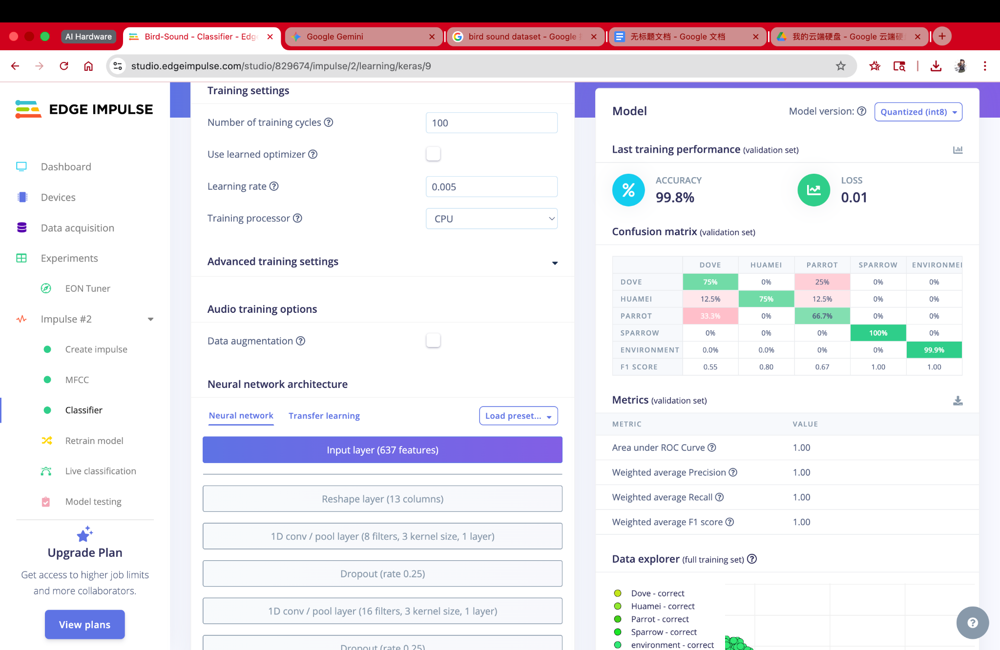 AI Hardware
Bird-Sound - Classifier - Edge
Google Gemini
bird sound dataset - Google
无标题文档 - Google 文档
我的云端硬盘 - Google 云端硬
studio.edgeimpulse.com/studio/829674/impulse/2/learning/keras/9
EDGE IMPULSE
Dashboard
Devices
Data acquisition
Experiments
EON Tuner
Impulse #2
Create impulse
MFCC
Classifier
Retrain model
Live classification
Model testing
Upgrade Plan
Get access to higher job limits
and more collaborators.
View plans
Training settings
Number of training cycles
100
Use learned optimizer
Learning rate
0.005
Training processor
CPU
Advanced training settings
Audio training options
Data augmentation
Neural network architecture
Neural network
Transfer learning
Load preset...
Input layer (637 features)
Reshape layer (13 columns)
1D conv / pool layer (8 filters, 3 kernel size, 1 layer)
Dropout (rate 0.25)
1D conv / pool layer (16 filters, 3 kernel size, 1 layer)
Dropout (rate 0.25)
Model
Model version:
Quantized (int8)
Last training performance (validation set)
%
ACCURACY
99.8%
LOSS
0.01
Confusion matrix (validation set)
DOVE HUAMEI PARROT SPARROW ENVIRONMEI
DOVE 75% 0% 25% 0% 0%
HUAMEI 12.5% 75% 12.5% 0% 0%
PARROT 33.3% 0% 66.7% 0% 0%
SPARROW 0% 0% 0% 100% 0%
ENVIRONMENT 0.0% 0.0% 0% 0% 99.9%
F1 SCORE 0.55 0.80 0.67 1.00 1.00
Metrics (validation set)
METRIC VALUE
Area under ROC Curve 1.00
Weighted average Precision 1.00
Weighted average Recall 1.00
Weighted average F1 score 1.00
Data explorer (full training set)
Dove - correct
Huamei - correct
Parrot - correct
Sparrow - correct
environment - correct